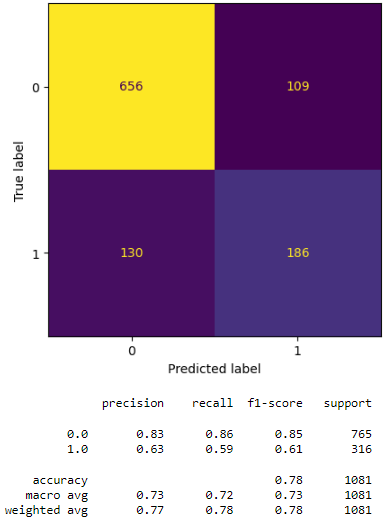 0
656
109
True label
1
130
186
0
1
Predicted label
precision recall f1-score support
0.0 0.83 0.86 0.85 765
1.0 0.63 0.59 0.61 316
accuracy 0.78 1081
macro avg 0.73 0.72 0.73 1081
weighted avg 0.77 0.78 0.78 1081